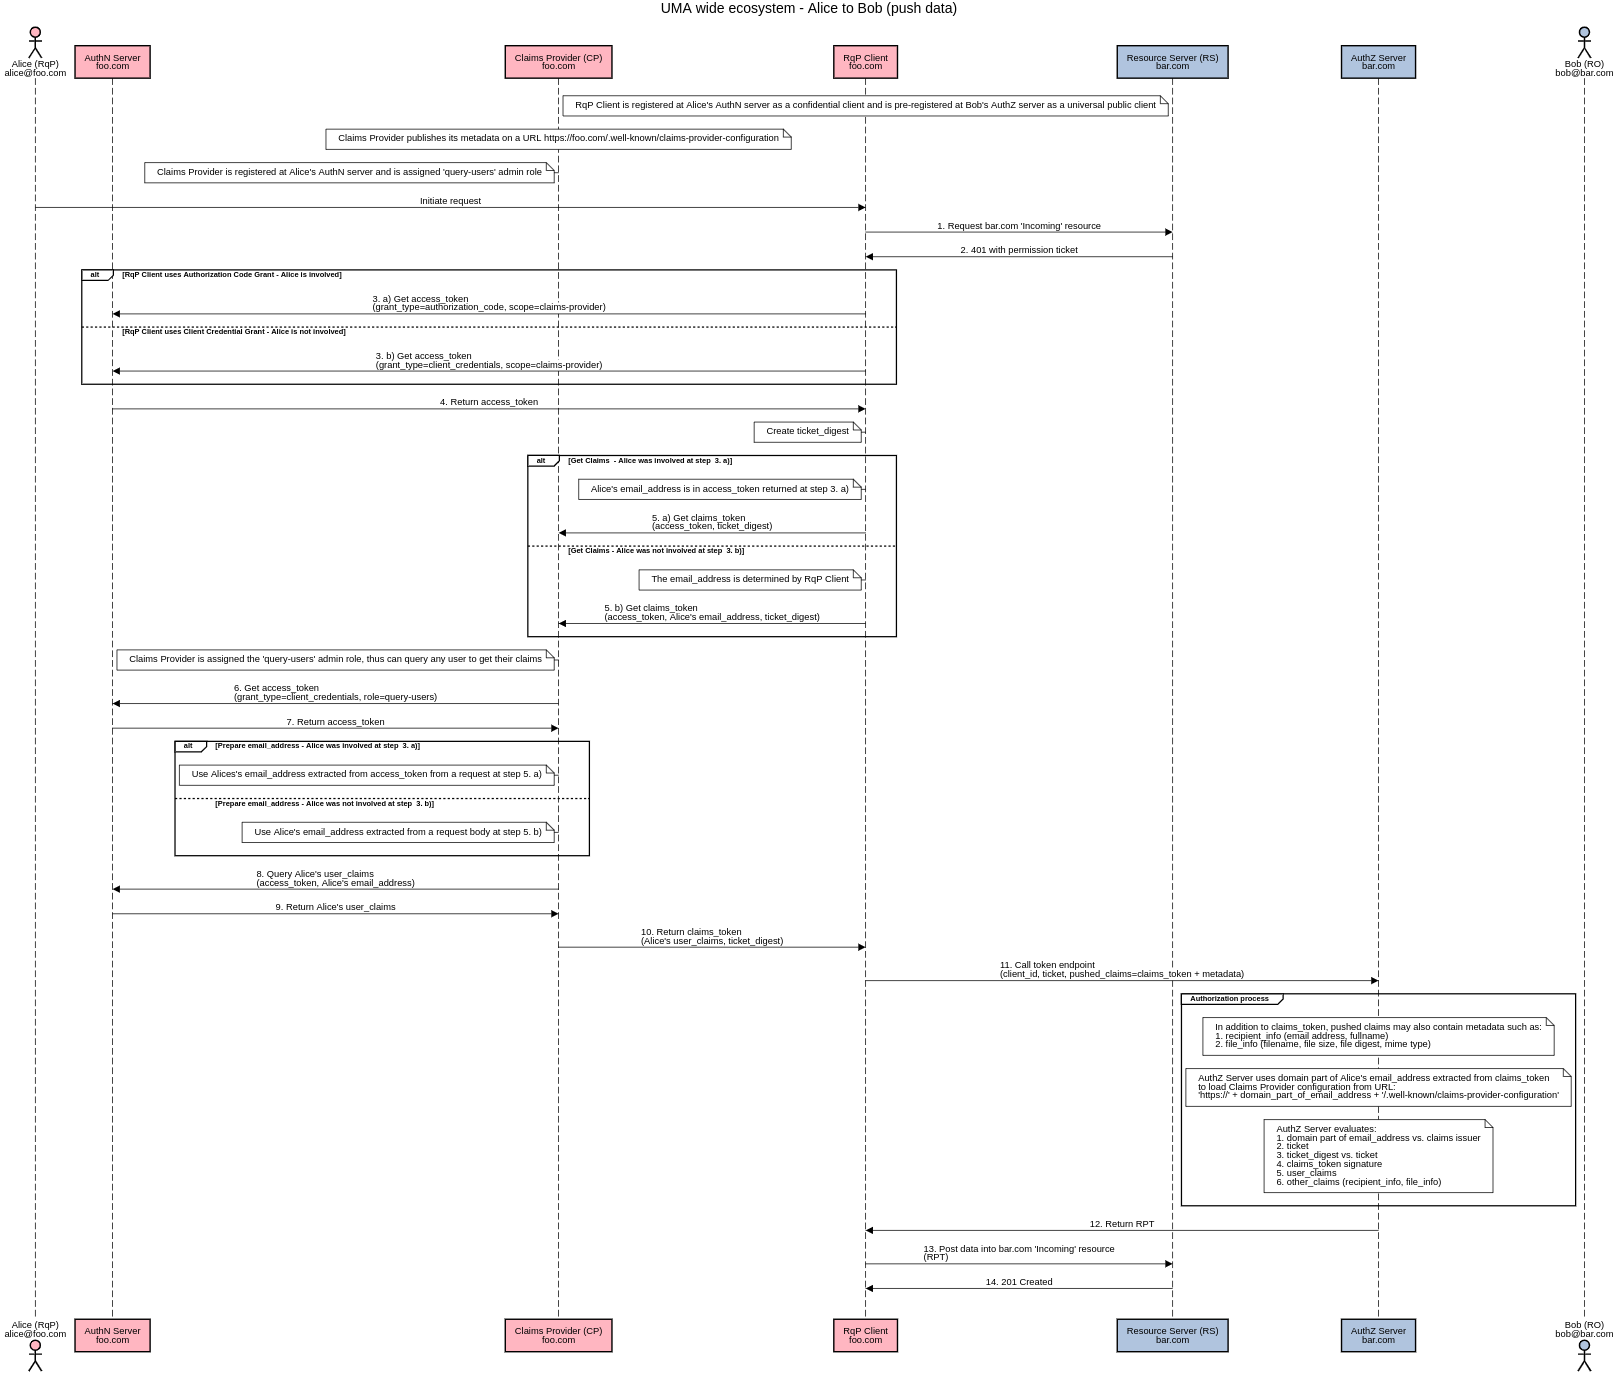 UMA wide ecosystem - Alice to Bob (push data)
Alice (RqP)
alice@foo.com
AuthN Server
foo.com
Claims Provider (CP)
foo.com
RqP Client
foo.com
Resource Server (RS)
bar.com
AuthZ Server
bar.com
Bob (RO)
bob@bar.com
RqP Client is registered at Alice's AuthN server as a confidential client and is pre-registered at Bob's AuthZ server as a universal public client
Claims Provider publishes its metadata on a URL https://foo.com/.well-known/claims-provider-configuration
Claims Provider is registered at Alice's AuthN server and is assigned 'query-users' admin role
Initiate request
1. Request bar.com 'Incoming' resource
2. 401 with permission ticket
alt [RqP Client uses Authorization Code Grant - Alice is involved]
3. a) Get access_token
(grant_type=authorization_code, scope=claims-provider)
[RqP Client uses Client Credential Grant - Alice is not involved]
3. b) Get access_token
(grant_type=client_credentials, scope=claims-provider)
4. Return access_token
Create ticket_digest
alt [Get Claims  - Alice was involved at step  3. a)]
Alice's email_address is in access_token returned at step 3. a)
5. a) Get claims_token
(access_token, ticket_digest)
[Get Claims - Alice was not involved at step  3. b)]
The email_address is determined by RqP Client
5. b) Get claims_token
(access_token, Alice's email_address, ticket_digest)
Claims Provider is assigned the 'query-users' admin role, thus can query any user to get their claims
6. Get access_token
(grant_type=client_credentials, role=query-users)
7. Return access_token
alt [Prepare email_address - Alice was involved at step  3. a)]
Use Alices's email_address extracted from access_token from a request at step 5. a)
[Prepare email_address - Alice was not involved at step  3. b)]
Use Alice's email_address extracted from a request body at step 5. b)
8. Query Alice's user_claims
(access_token, Alice's email_address)
9. Return Alice's user_claims
10. Return claims_token
(Alice's user_claims, ticket_digest)
11. Call token endpoint
(client_id, ticket, pushed_claims=claims_token + metadata)
Authorization process
In addition to claims_token, pushed claims may also contain metadata such as:
1. recipient_info (email address, fullname)
2. file_info (filename, file size, file digest, mime type)
AuthZ Server uses domain part of Alice's email_address extracted from claims_token
to load Claims Provider configuration from URL:
'https://' + domain_part_of_email_address + '/.well-known/claims-provider-configuration'
AuthZ Server evaluates:
1. domain part of email_address vs. claims issuer
2. ticket
3. ticket_digest vs. ticket
4. claims_token signature
5. user_claims
6. other_claims (recipient_info, file_info)
12. Return RPT
13. Post data into bar.com 'Incoming' resource
(RPT)
14. 201 Created
Alice (RqP)
alice@foo.com
AuthN Server
foo.com
Claims Provider (CP)
foo.com
RqP Client
foo.com
Resource Server (RS)
bar.com
AuthZ Server
bar.com
Bob (RO)
bob@bar.com